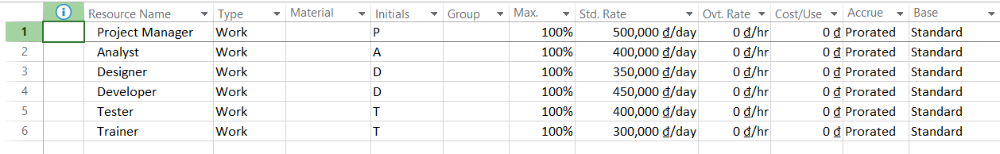 Resource Name Type Material Initials Group Max. Std. Rate Ovt. Rate Cost/Use Accrue Base
1 Project Manager Work P 100% 500,000 ₫/day 0 ₫/hr 0 ₫ Prorated Standard
2 Analyst Work A 100% 400,000 ₫/day 0 ₫/hr 0 ₫ Prorated Standard
3 Designer Work D 100% 350,000 ₫/day 0 ₫/hr 0 ₫ Prorated Standard
4 Developer Work D 100% 450,000 ₫/day 0 ₫/hr 0 ₫ Prorated Standard
5 Tester Work T 100% 400,000 ₫/day 0 ₫/hr 0 ₫ Prorated Standard
6 Trainer Work T 100% 300,000 ₫/day 0 ₫/hr 0 ₫ Prorated Standard